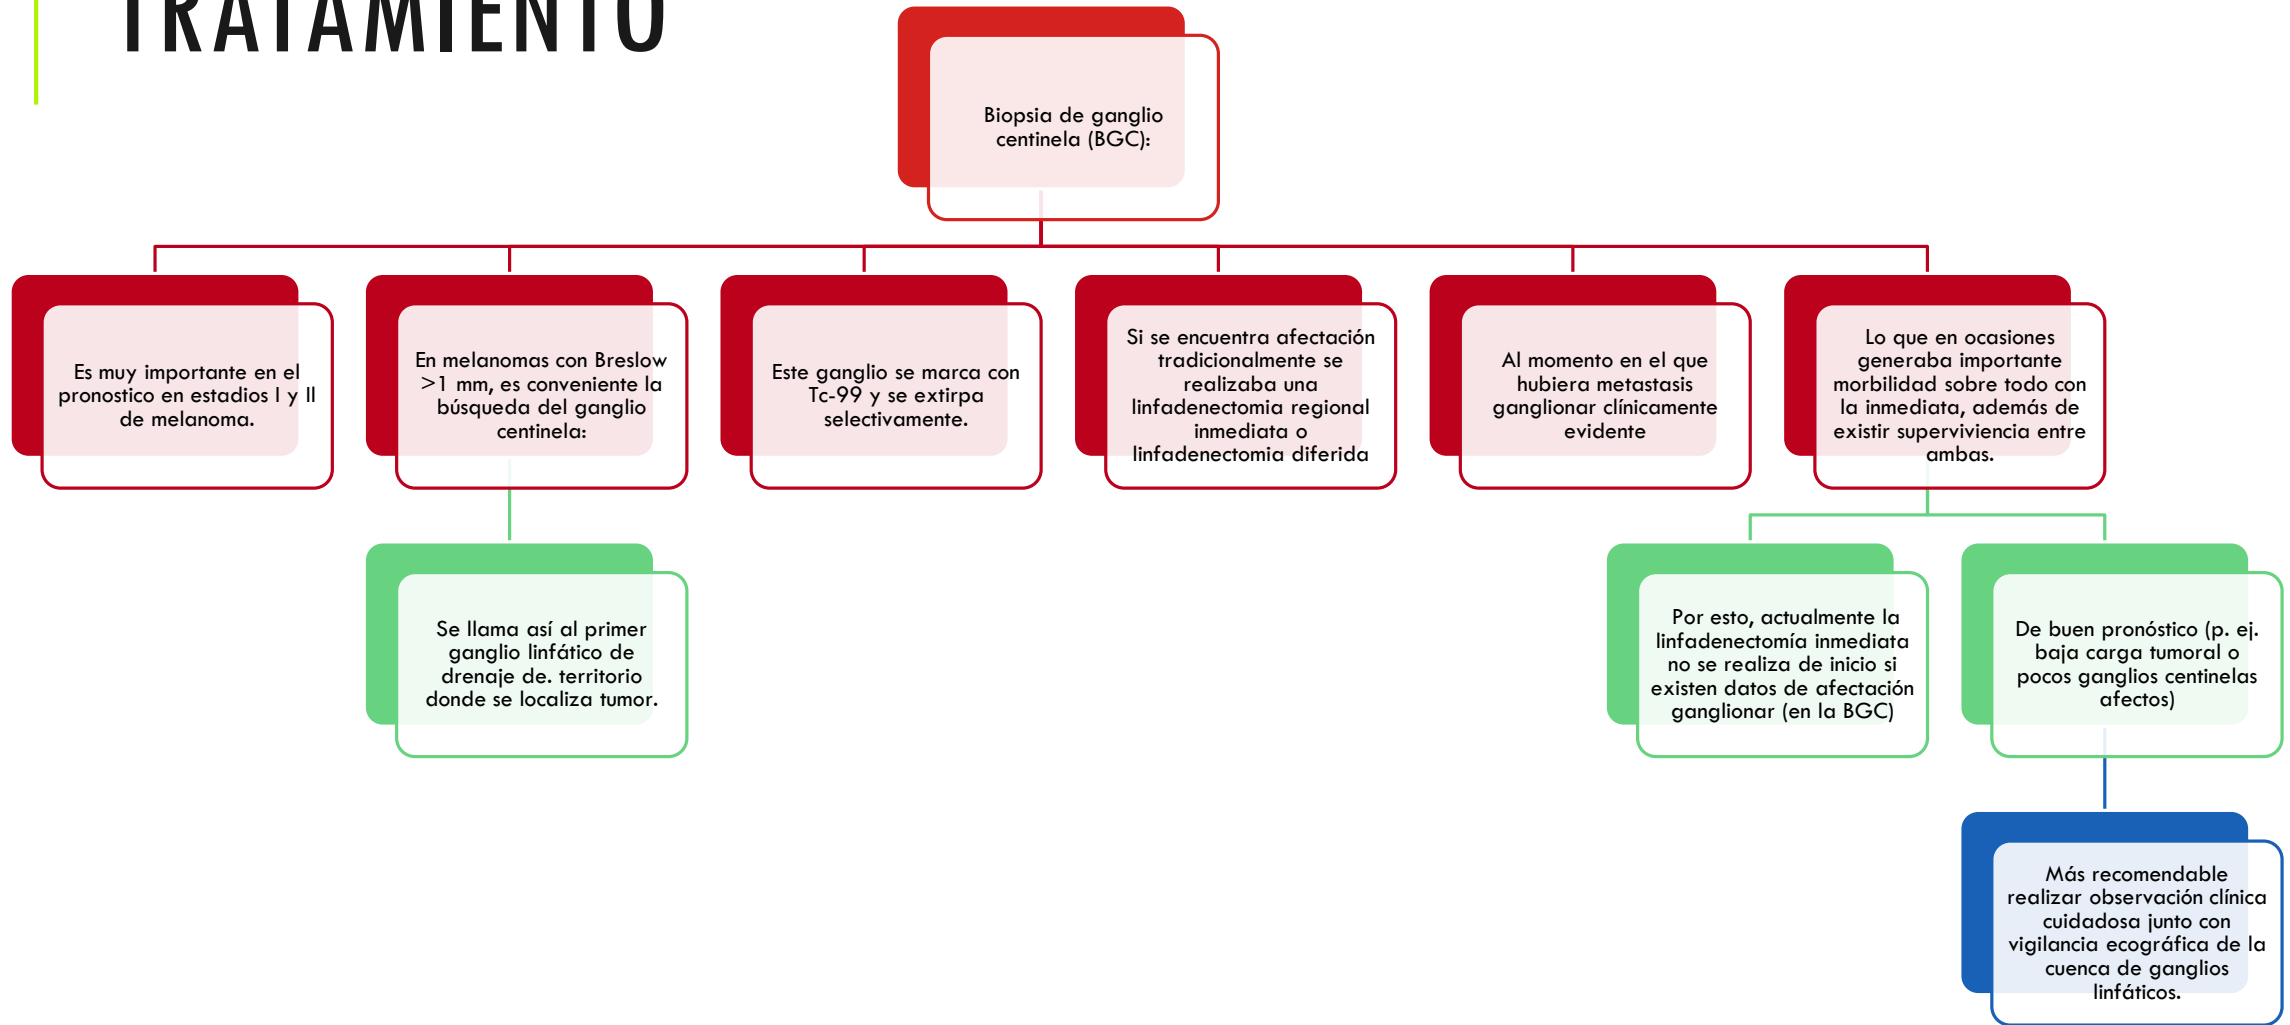 TRATAMIENTO
Biopsia de ganglio
centinela (BGC):
Es muy importante en el
pronostico en estadios I y II
de melanoma.
En melanomas con Breslow
>1 mm, es conveniente la
búsqueda del ganglio
centinela:
Se llama así al primer
ganglio linfático de
drenaje de. territorio
donde se localiza tumor.
Este ganglio se marca con
Tc-99 y se extirpa
selectivamente.
Si se encuentra afectación
tradicionalmente se
realizaba una
linfadenectomia regional
inmediata o
linfadenectomia diferida
Al momento en el que
hubiera metastasis
ganglionar clínicamente
evidente
Lo que en ocasiones
generaba importante
morbilidad sobre todo con
la inmediata, además de
existir superviviencia entre
ambas.
Por esto, actualmente la
linfadenectomía inmediata
no se realiza de inicio si
existen datos de afectación
ganglionar (en la BGC)
De buen pronóstico (p. ej.
baja carga tumoral o
pocos ganglios centinelas
afectos)
Más recomendable
realizar observación clínica
cuidadosa junto con
vigilancia ecográfica de la
cuenca de ganglios
linfáticos.